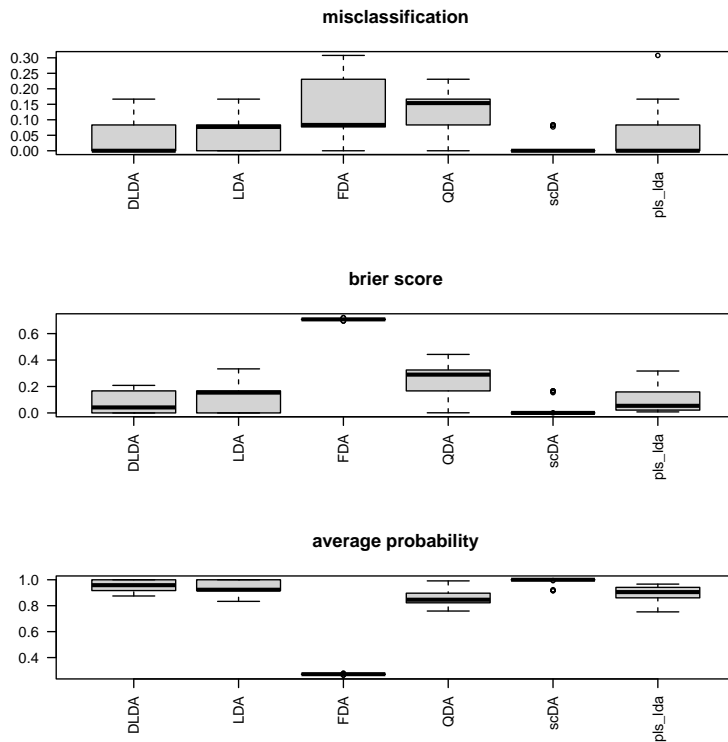 misclassification
0.30
0.25
0.20
0.15
0.10
0.05
0.00
DLDA
LDA
FDA
QDA
scDA
pls_lda
brier score
0.6
0.4
0.2
0.0
DLDA
LDA
FDA
QDA
scDA
pls_lda
average probability
1.0
0.8
0.6
0.4
DLDA
LDA
FDA
QDA
scDA
pls_lda